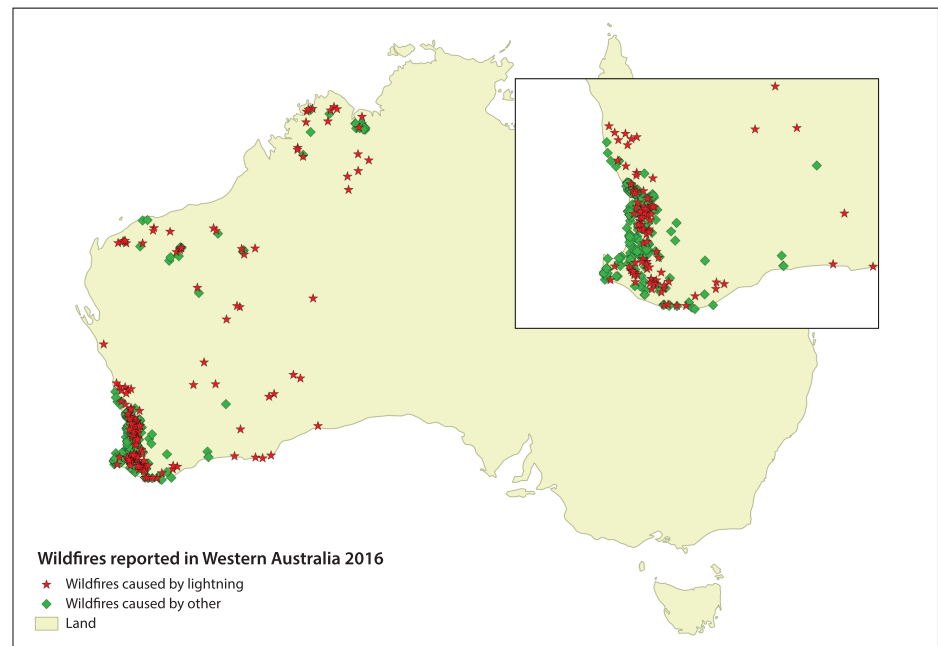 Wildfires reported in Western Australia 2016
Wildfires caused by lightning
Wildfires caused by other
Land